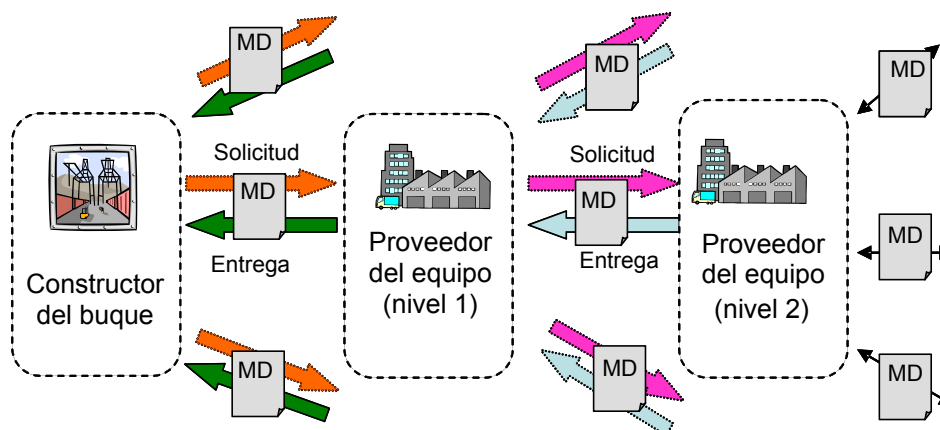 MD
MD
MD
Solicitud
Solicitud
MD
MD
MD
Entrega
Entrega
Constructor
del buque
Proveedor
del equipo
(nivel 1)
Proveedor
del equipo
(nivel 2)
MD
MD
MD